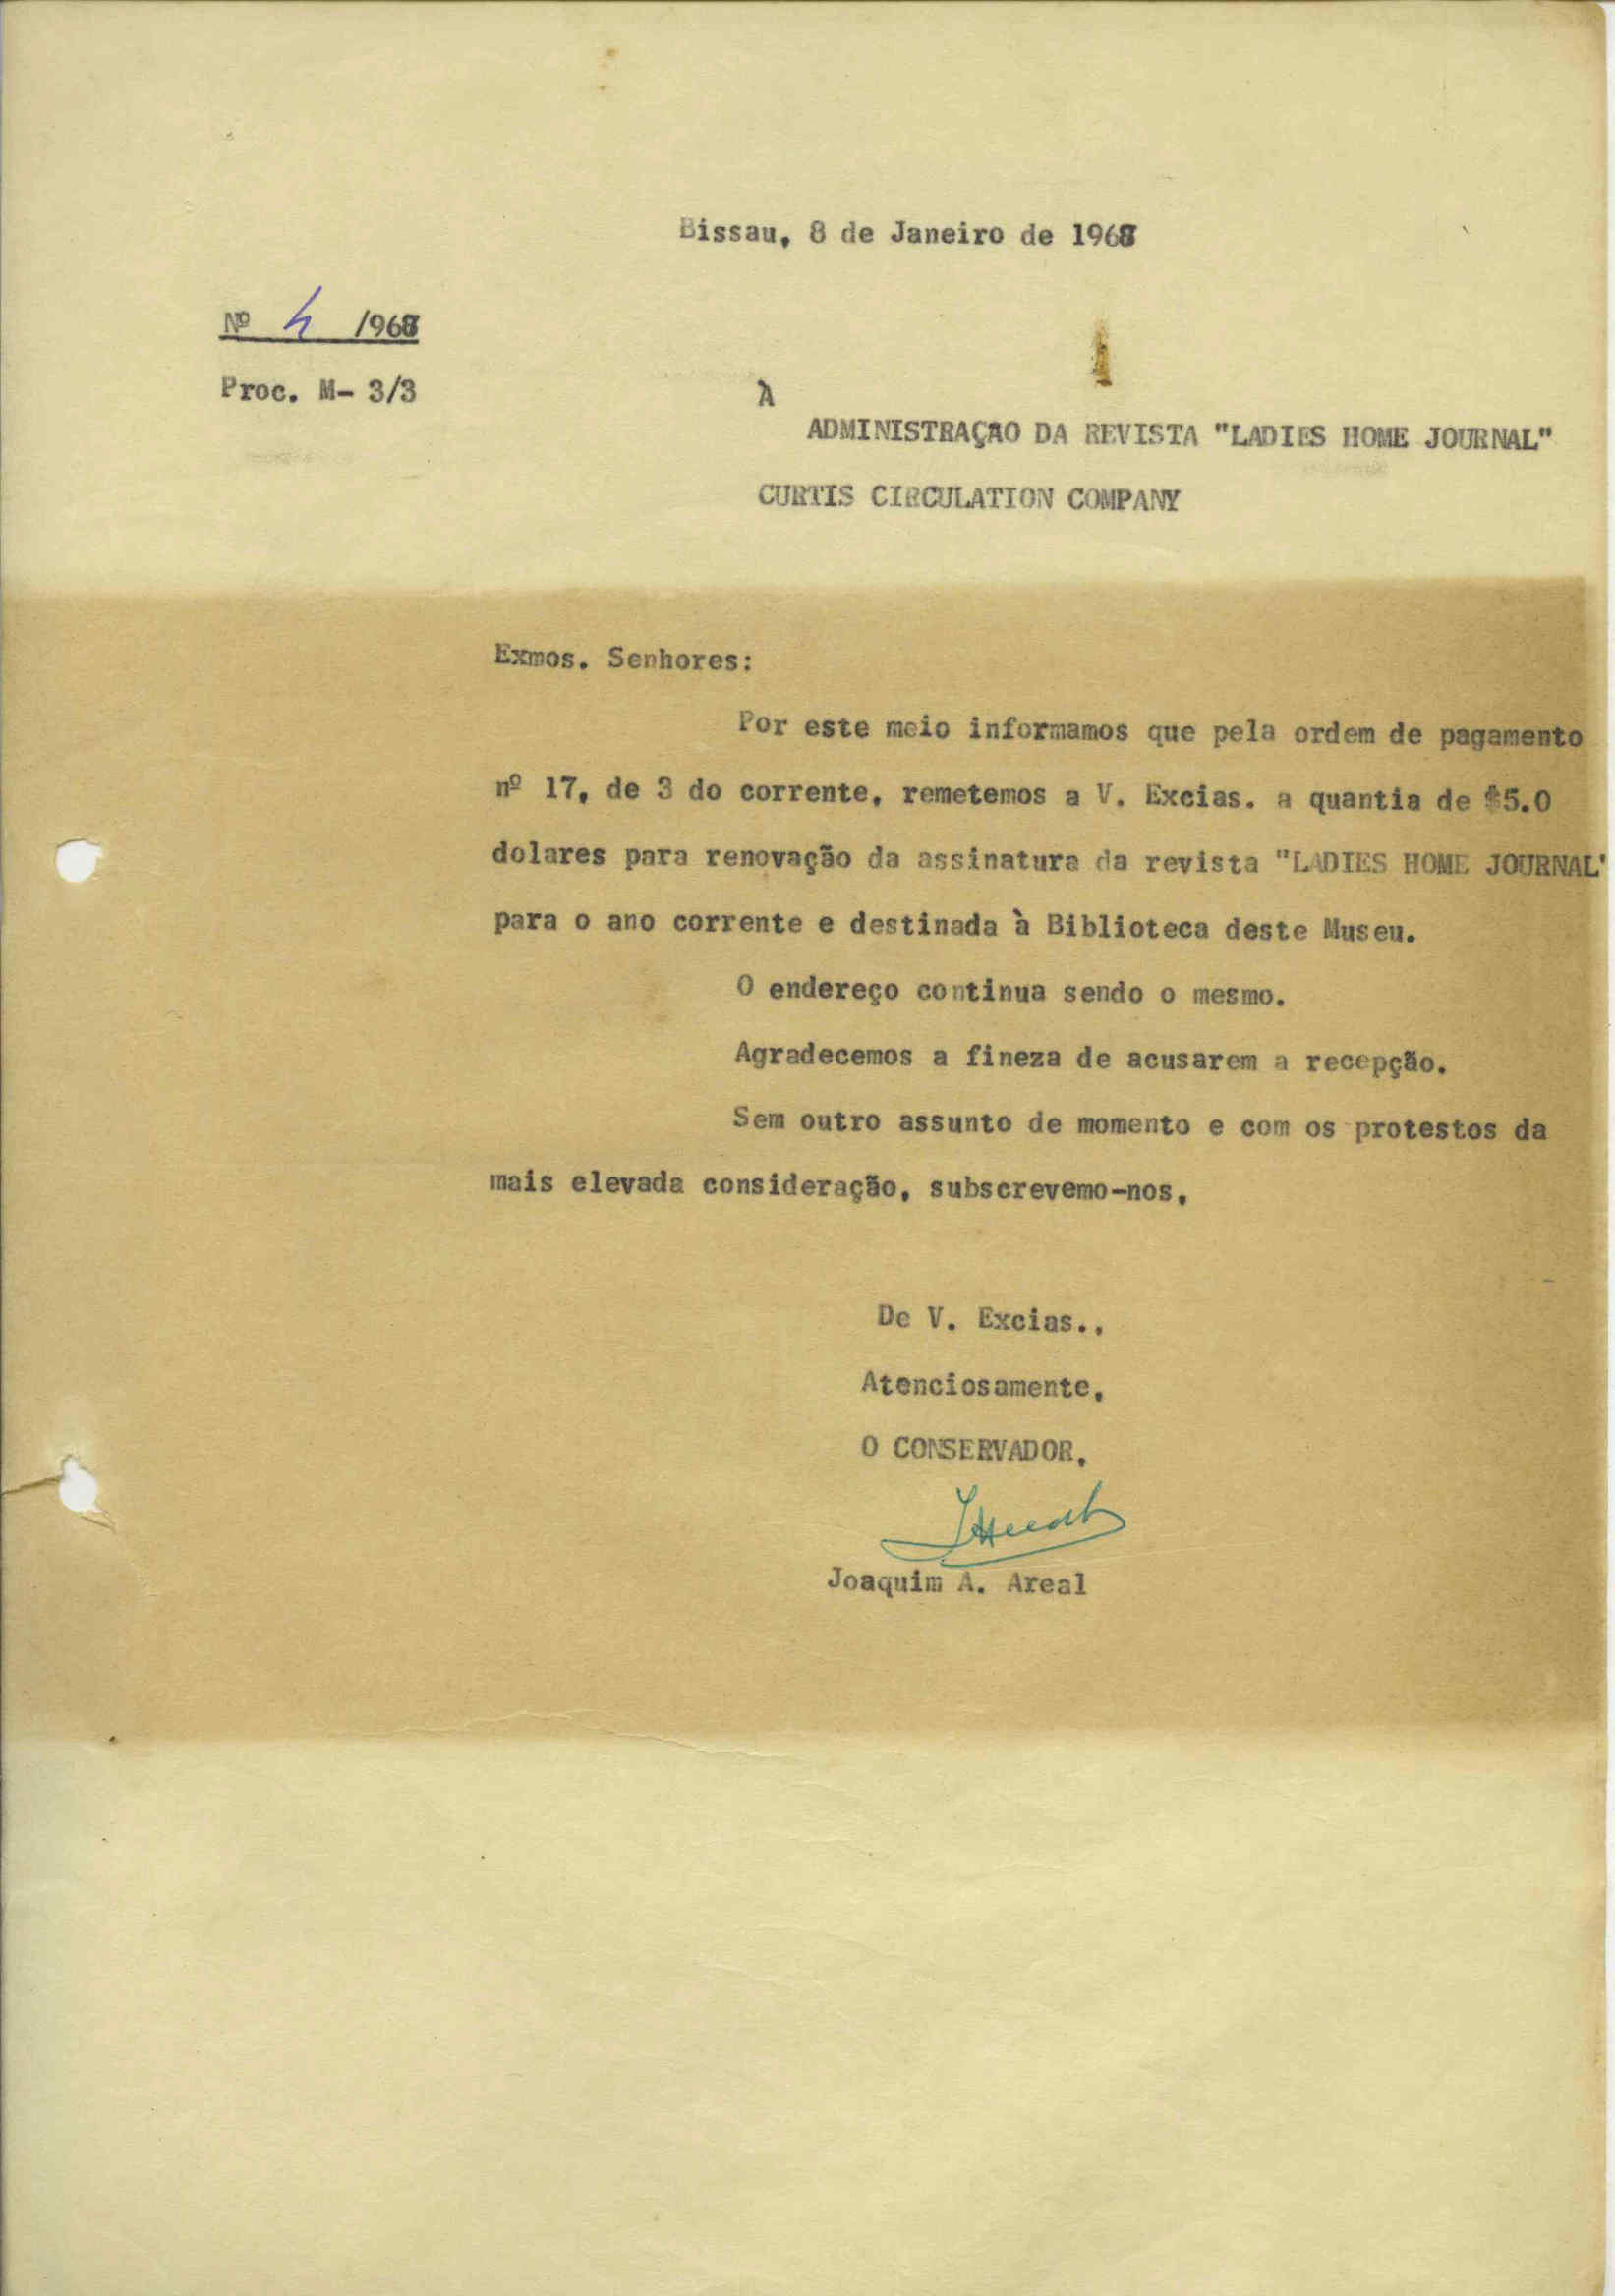 Bissau, 8 de Janeiro de 1968
Nº 4 /968
Proc. M- 3/3
À
ADMINISTRAÇÃO DA REVISTA "LADIES HOME JOURNAL"
CURTIS CIRCULATION COMPANY
Exmos. Senhores:
Por este meio informamos que pela ordem de pagamento
nº 17, de 3 do corrente, remetemos a V. Excias. a quantia de $5.0
dolares para renovação da assinatura da revista "LADIES HOME JOURNAL"
para o ano corrente e destinada à Biblioteca deste Museu.
O endereço continua sendo o mesmo.
Agradecemos a fineza de acusarem a recepção.
Sem outro assunto de momento e com os protestos da
mais elevada consideração, subscrevemo-nos,
De V. Excias.,
Atenciosamente,
O CONSERVADOR,
Joaquim A. Areal